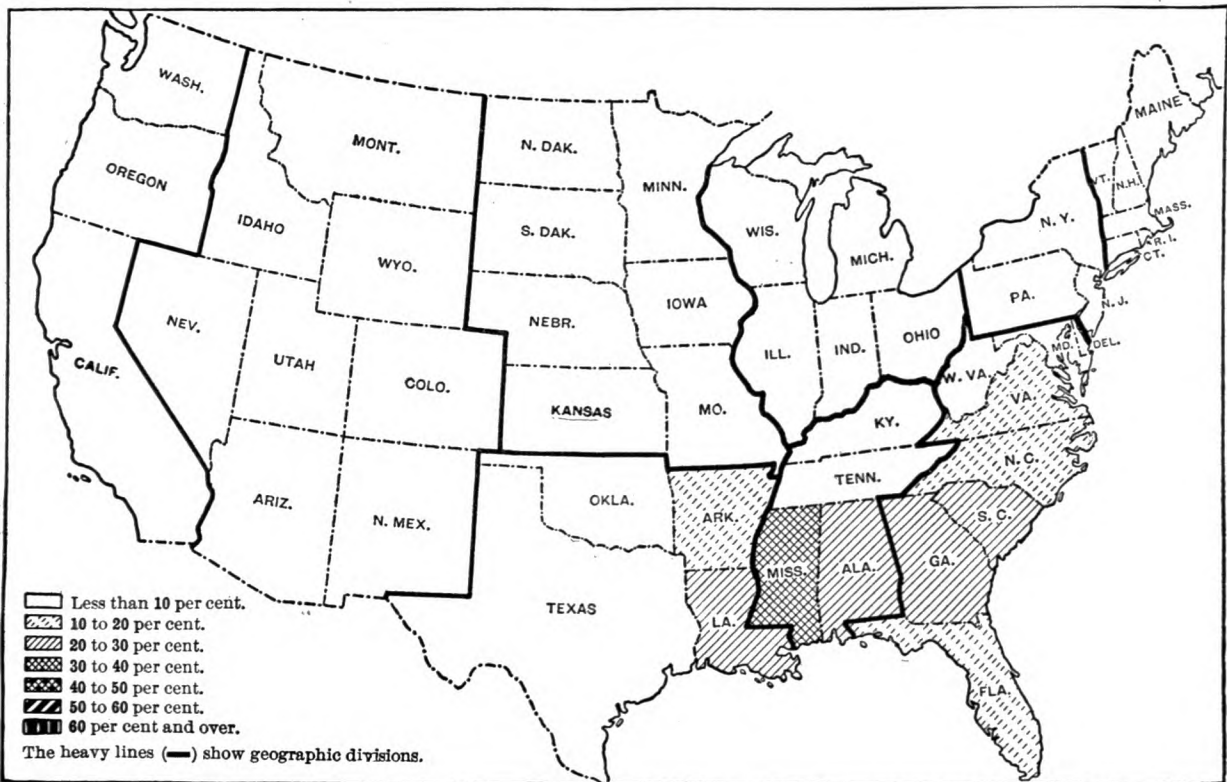 WASH.
MONT.
N. DAK.
MINN.
MAINE
OREGON
IDAHO
S. DAK.
WIS.
MICH.
N. Y.
VT.
N.H.
MASS.
R. I.
CT.
WYO.
IOWA
PA.
N. J.
NEV.
NEBR.
ILL.
IND.
OHIO
MD.
DEL.
W. VA.
VA.
CALIF.
UTAH
COLO.
KANSAS
MO.
KY.
N. C.
TENN.
ARIZ.
N. MEX.
OKLA.
ARK.
S. C.
MISS.
ALA.
GA.
TEXAS
LA.
FLA.
Less than 10 per cent.
10 to 20 per cent.
20 to 30 per cent.
30 to 40 per cent.
40 to 50 per cent.
50 to 60 per cent.
60 per cent and over.
The heavy lines (━) show geographic divisions.